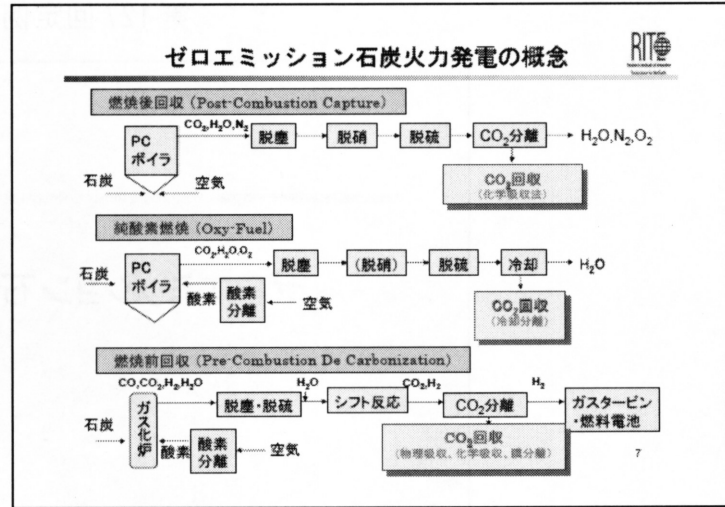 ゼロエミッション石炭火力発電の概念
RITE
燃焼後回収 (Post-Combustion Capture)
CO2,H2O,N2
PC
ボイラ
脱塵
脱硝
脱硫
CO2分離
H2O,N2,O2
石炭
空気
CO2回収
(化学吸収法)
純酸素燃焼 (Oxy-Fuel)
CO2,H2O,O2
石炭
PC
ボイラ
脱塵
(脱硝)
脱硫
冷却
H2O
酸素
酸素
分離
空気
CO2回収
(冷却分離)
燃焼前回収 (Pre-Combustion De Carbonization)
CO,CO2,H2,H2O
H2O
CO2,H2
H2
石炭
ガス化炉
脱塵・脱硫
シフト反応
CO2分離
ガスタービン
・燃料電池
酸素
酸素
分離
空気
CO2回収
(物理吸収、化学吸収、膜分離)
7